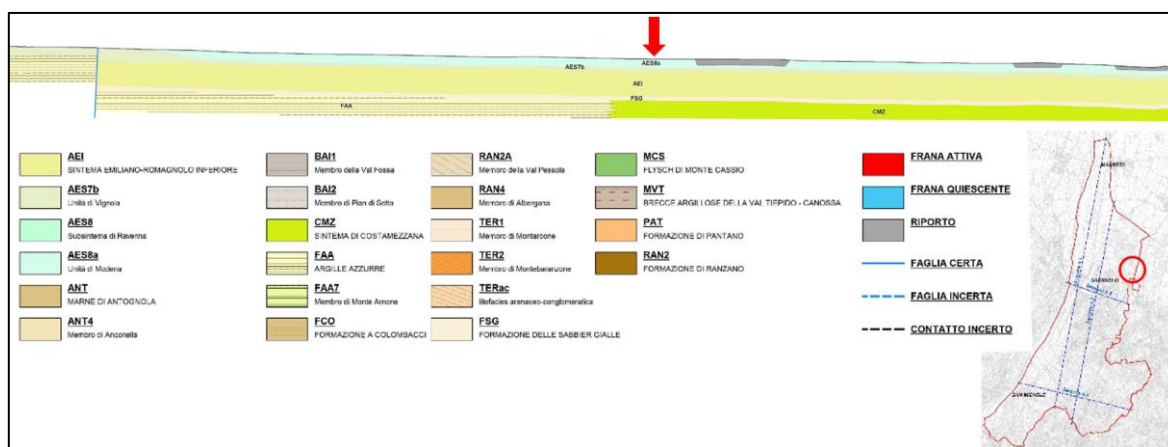 AES7b
AES8a
AEI
FSG
FAA
CMZ
AEI
SINTEMA EMILIANO-ROMAGNOLO INFERIORE
AES7b
Unità di Vignola
AES8
Subsintema di Ravenna
AES8a
Unità di Modena
ANT
MARNE DI ANTOGNOLA
ANT4
Membro di Anconella
BAI1
Membro della Val Fossa
BAI2
Membro di Pian di Setta
CMZ
SINTEMA DI COSTAMEZZANA
FAA
ARGILLE AZZURRE
FAA7
Membro di Monte Arnone
FCO
FORMAZIONE A COLOMBACCI
RAN2A
Membro della Val Pessola
RAN4
Membro di Albergana
TER1
Membro di Montardone
TER2
Membro di Montebaranzone
TERac
litofacies arenaceo-conglomeratica
FSG
FORMAZIONE DELLE SABBIE GIALLE
MCS
FLYSCH DI MONTE CASSIO
MVT
BRECCE ARGILLOSE DELLA VAL TIEPIDO - CANOSSA
PAT
FORMAZIONE DI PANTANO
RAN2
FORMAZIONE DI RANZANO
FRANA ATTIVA
FRANA QUIESCENTE
RIPORTO
FAGLIA CERTA
FAGLIA INCERTA
CONTATTO INCERTO